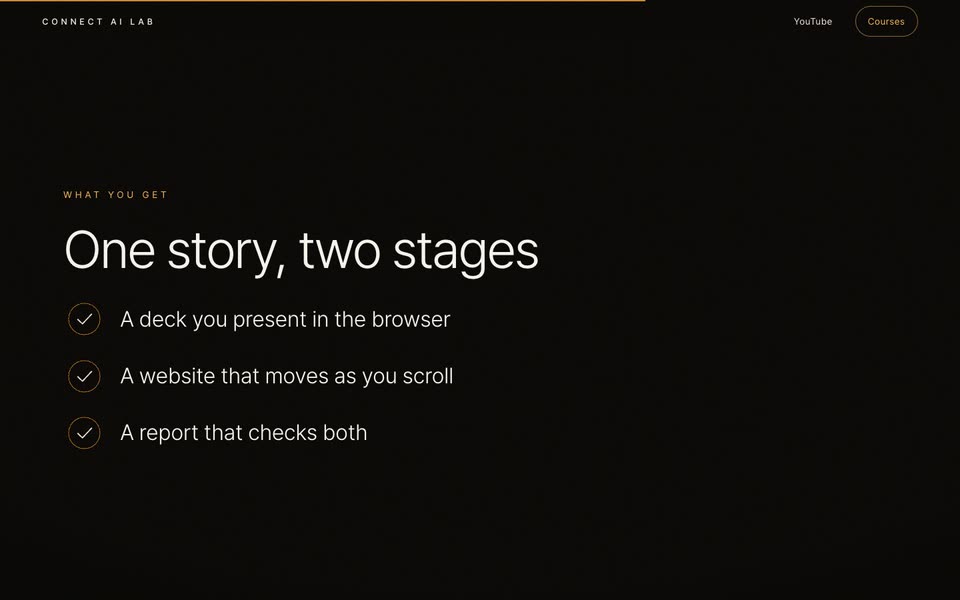 CONNECT AI LAB
YouTube
Courses
WHAT YOU GET
One story, two stages
A deck you present in the browser
A website that moves as you scroll
A report that checks both